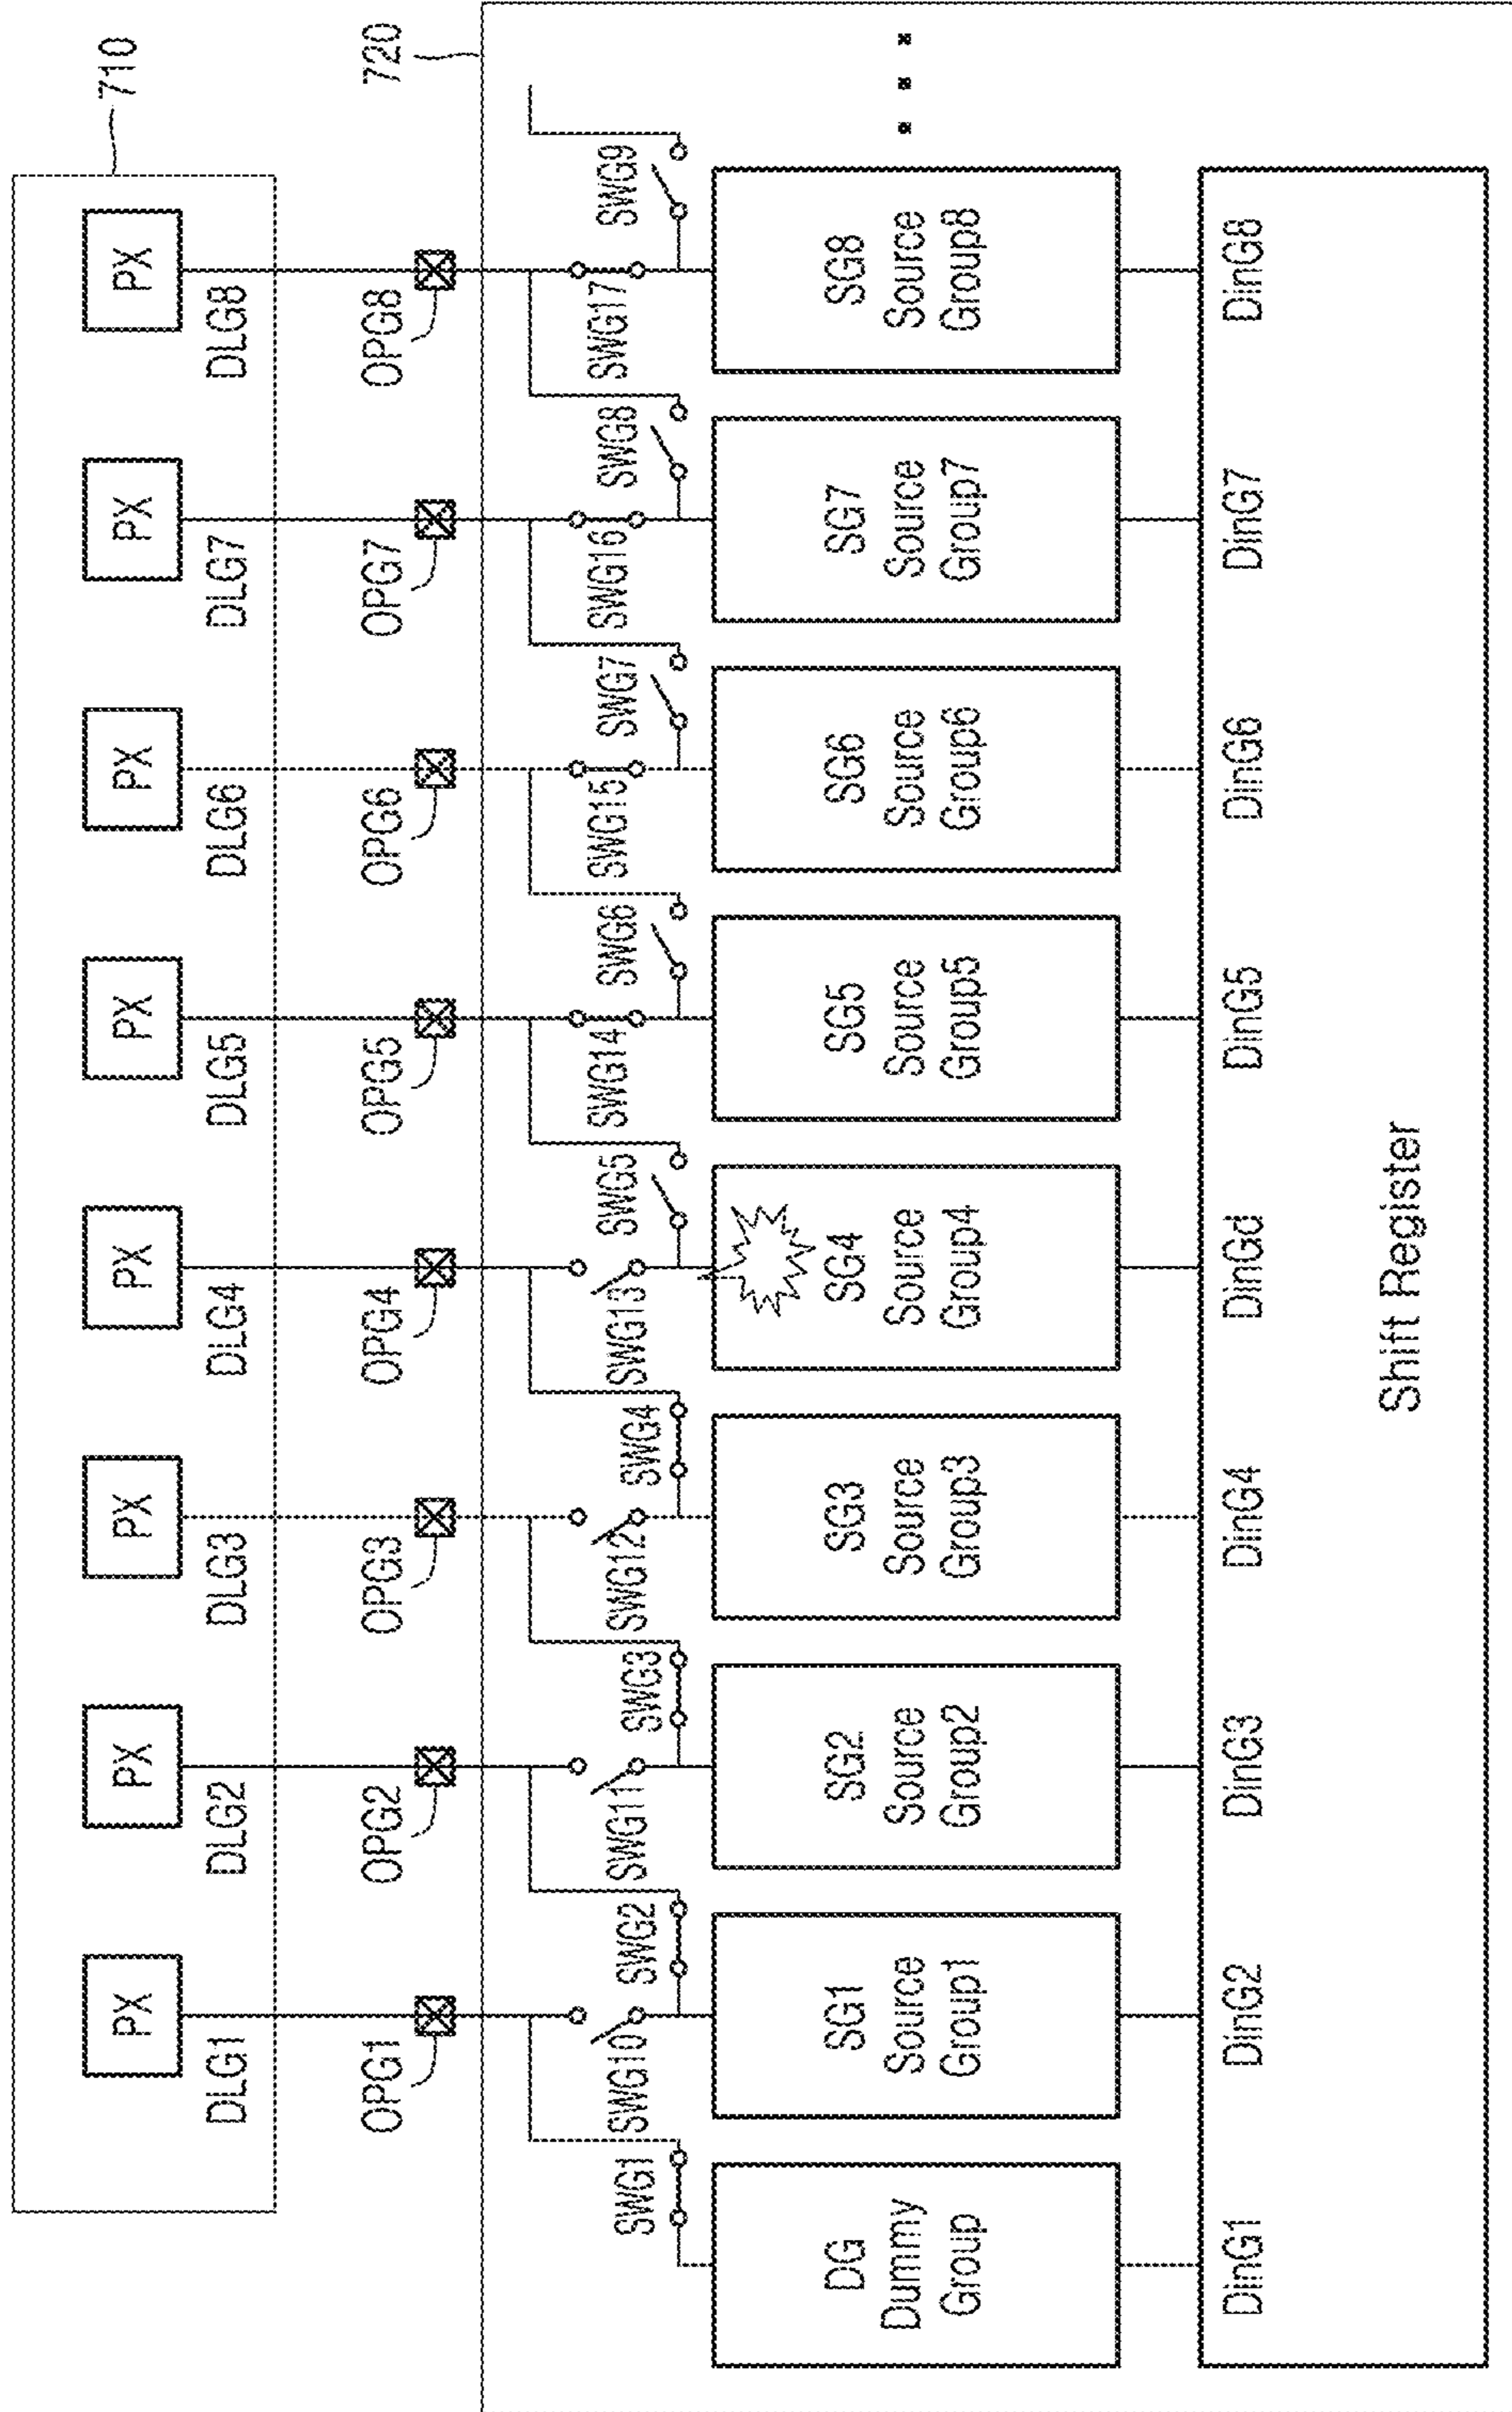 710
PX
PX
PX
PX
PX
PX
PX
PX
DLG1
DLG2
DLG3
DLG4
DLG5
DLG6
DLG7
DLG8
OPG1
OPG2
OPG3
OPG4
OPG5
OPG6
OPG7
OPG8
720
SWG1
SWG10
SWG2
SWG11
SWG3
SWG12
SWG4
SWG13
SWG5
SWG14
SWG6
SWG15
SWG7
SWG16
SWG8
SWG17
SWG9
DG
Dummy
Group
SG1
Source
Group1
SG2
Source
Group2
SG3
Source
Group3
SG4
Source
Group4
SG5
Source
Group5
SG6
Source
Group6
SG7
Source
Group7
SG8
Source
Group8
DinG1
DinG2
DinG3
DinG4
DinGd
DinG5
DinG6
DinG7
DinG8
Shift Register